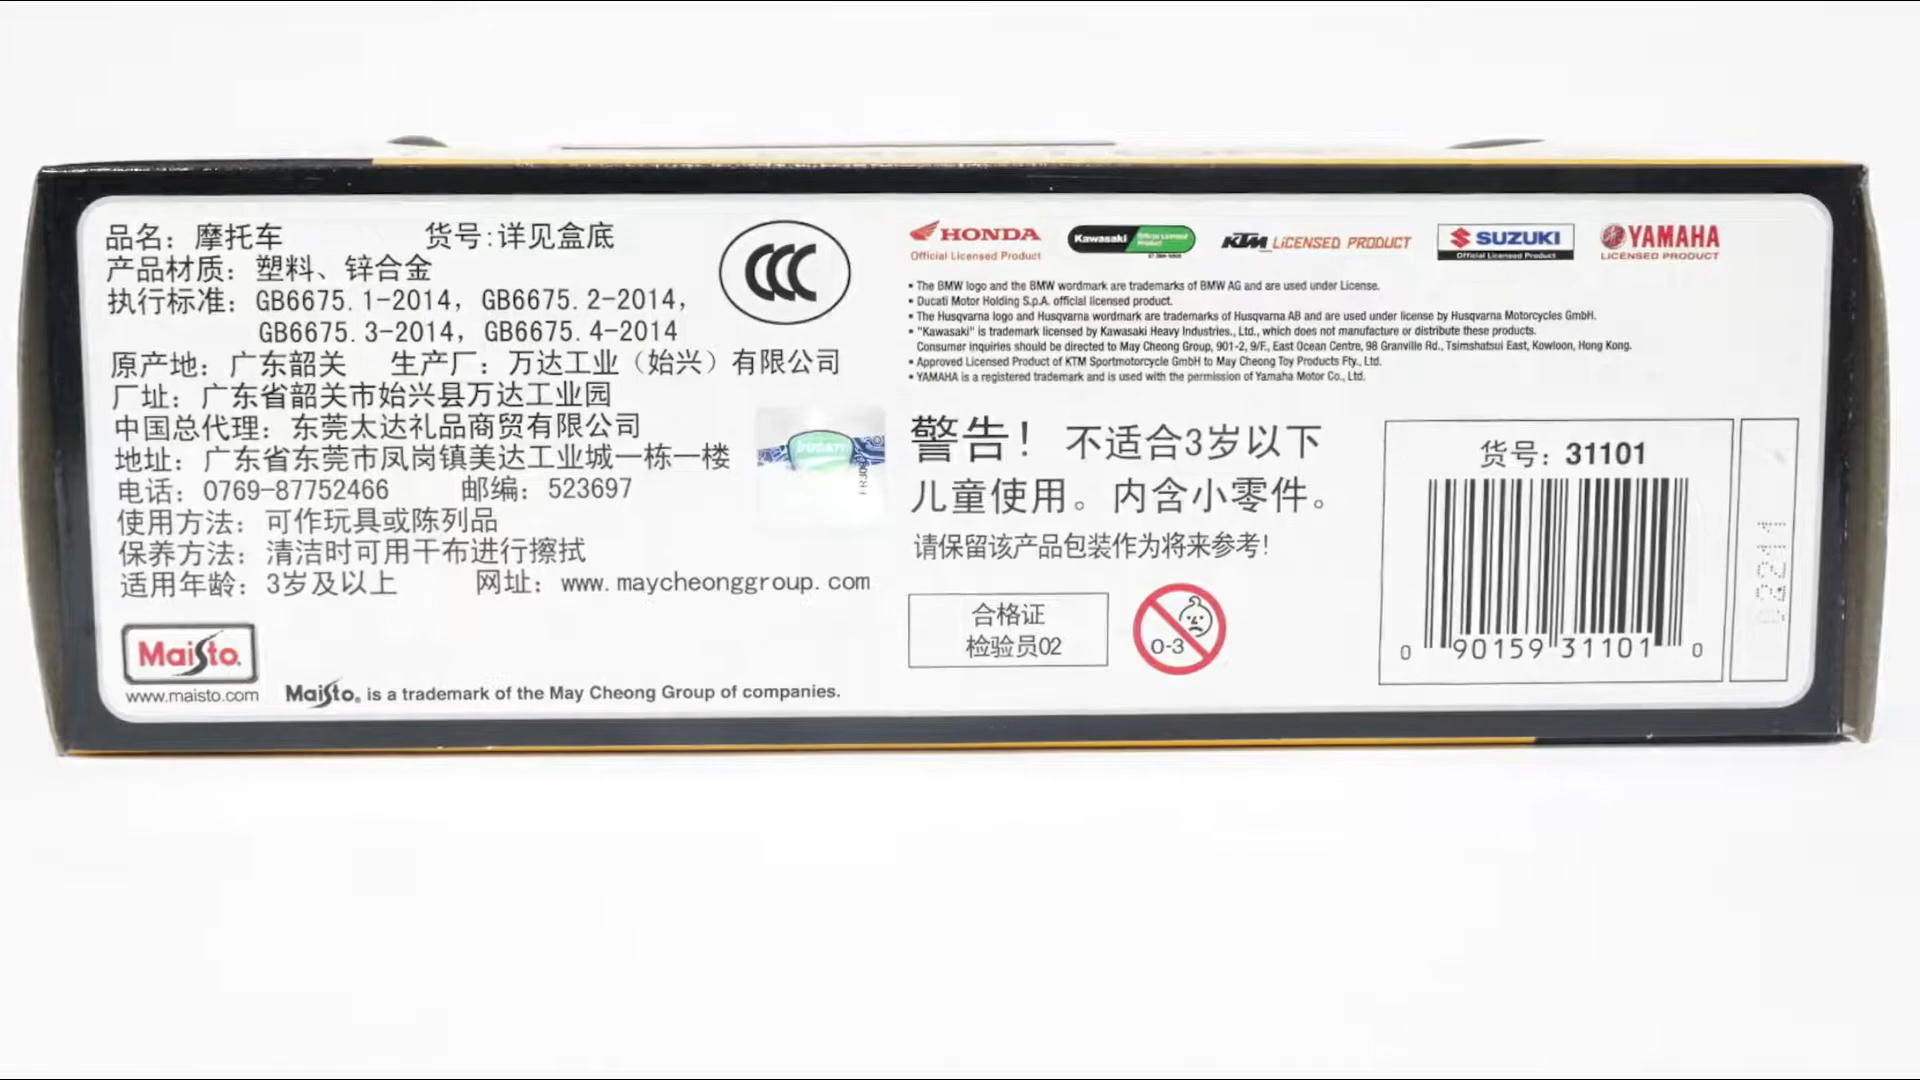 品名：摩托车 货号:详见盒底
产品材质：塑料、锌合金
执行标准：GB6675.1-2014，GB6675.2-2014，
GB6675.3-2014，GB6675.4-2014
原产地：广东韶关 生产厂：万达工业（始兴）有限公司
厂址：广东省韶关市始兴县万达工业园
中国总代理：东莞太达礼品商贸有限公司
地址：广东省东莞市凤岗镇美达工业城一栋一楼
电话：0769-87752466 邮编：523697
使用方法：可作玩具或陈列品
保养方法：清洁时可用干布进行擦拭
适用年龄：3岁及以上 网址：www.maycheonggroup.com
CCC
DUCATI
Maisto
www.maisto.com
Maisto® is a trademark of the May Cheong Group of companies.
HONDA
Official Licensed Product
Kawasaki Official Licensed Product
KTM LICENSED PRODUCT
SUZUKI
Official Licensed Product
YAMAHA
LICENSED PRODUCT
• The BMW logo and the BMW wordmark are trademarks of BMW AG and are used under License.
• Ducati Motor Holding S.p.A. official licensed product.
• The Husqvarna logo and Husqvarna wordmark are trademarks of Husqvarna AB and are used under license by Husqvarna Motorcycles GmbH.
• "Kawasaki" is trademark licensed by Kawasaki Heavy Industries., Ltd., which does not manufacture or distribute these products.
Consumer inquiries should be directed to May Cheong Group, 901-2, 9/F., East Ocean Centre, 98 Granville Rd., Tsimshatsui East, Kowloon, Hong Kong.
• Approved Licensed Product of KTM Sportmotorcycle GmbH to May Cheong Toy Products Fty., Ltd.
• YAMAHA is a registered trademark and is used with the permission of Yamaha Motor Co., Ltd.
警告！不适合3岁以下
儿童使用。内含小零件。
请保留该产品包装作为将来参考!
合格证
检验员02
0-3
货号：31101
0 90159 31101 0